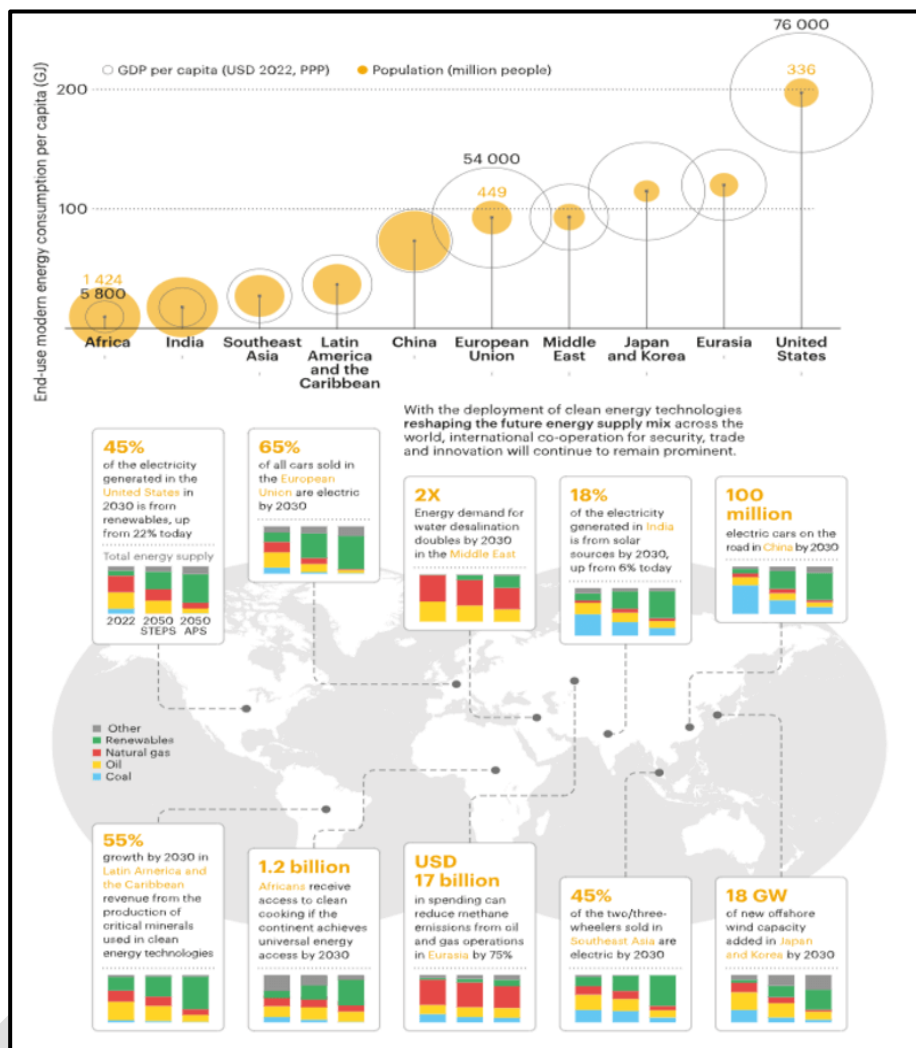 76 000
GDP per capita (USD 2022, PPP)
Population (million people)
336
End-use modern energy consumption per capita (GJ)
200
54 000
449
100
1 424
5 800
Africa
India
Southeast
Asia
Latin
America
and the
Caribbean
China
European
Union
Middle
East
Japan
and Korea
Eurasia
United
States
With the deployment of clean energy technologies
reshaping the future energy supply mix across the
world, international co-operation for security, trade
and innovation will continue to remain prominent.
45%
of the electricity
generated in the
United States in
2030 is from
renewables, up
from 22% today
Total energy supply
2022
2050
STEPS
2050
APS
65%
of all cars sold in
the European
Union are electric
by 2030
2X
Energy demand for
water desalination
doubles by 2030
in the Middle East
18%
of the electricity
generated in India
is from solar
sources by 2030,
up from 6% today
100
million
electric cars on the
road in China by 2030
Other
Renewables
Natural gas
Oil
Coal
55%
growth by 2030 in
Latin America and
the Caribbean
revenue from the
production of
critical minerals
used in clean
energy technologies
1.2 billion
Africans receive
access to clean
cooking if the
continent achieves
universal energy
access by 2030
USD
17 billion
in spending can
reduce methane
emissions from oil
and gas operations
in Eurasia by 75%
45%
of the two/three-
wheelers sold in
Southeast Asia are
electric by 2030
18 GW
of new offshore
wind capacity
added in Japan
and Korea by 2030